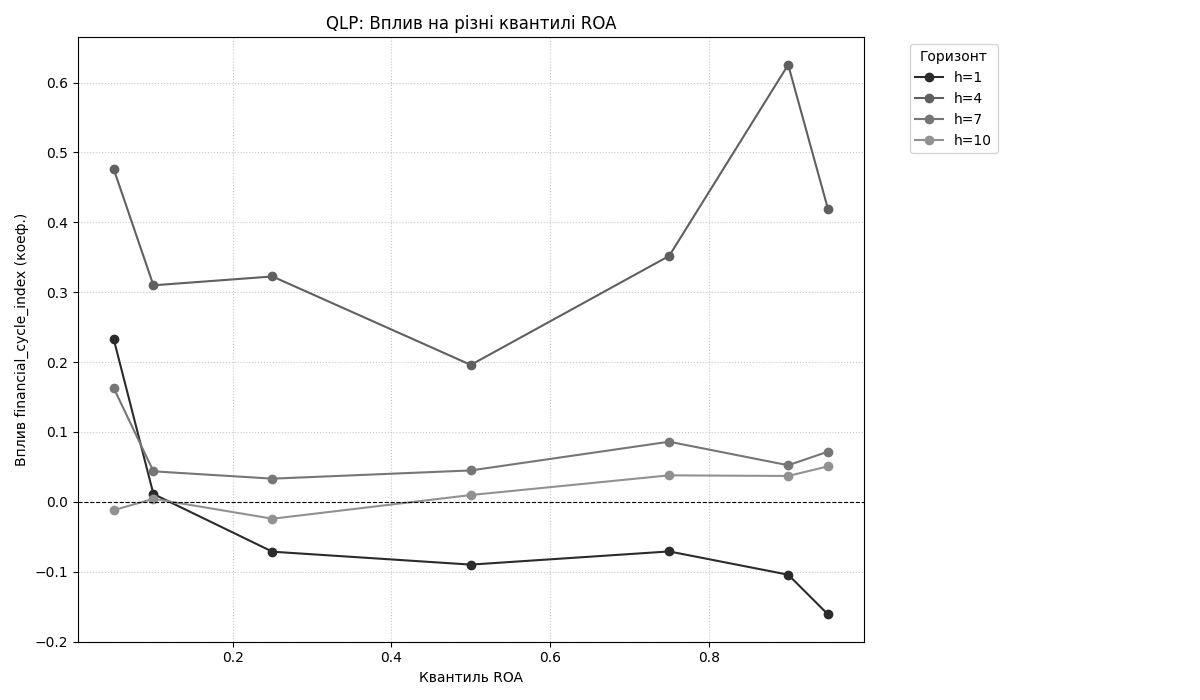 QLP: Вплив на різні квантилі ROA
Горизонт
h=1
h=4
h=7
h=10
Вплив financial_cycle_index (коеф.)
0.6
0.5
0.4
0.3
0.2
0.1
0.0
−0.1
−0.2
0.2 0.4 0.6 0.8
Квантиль ROA